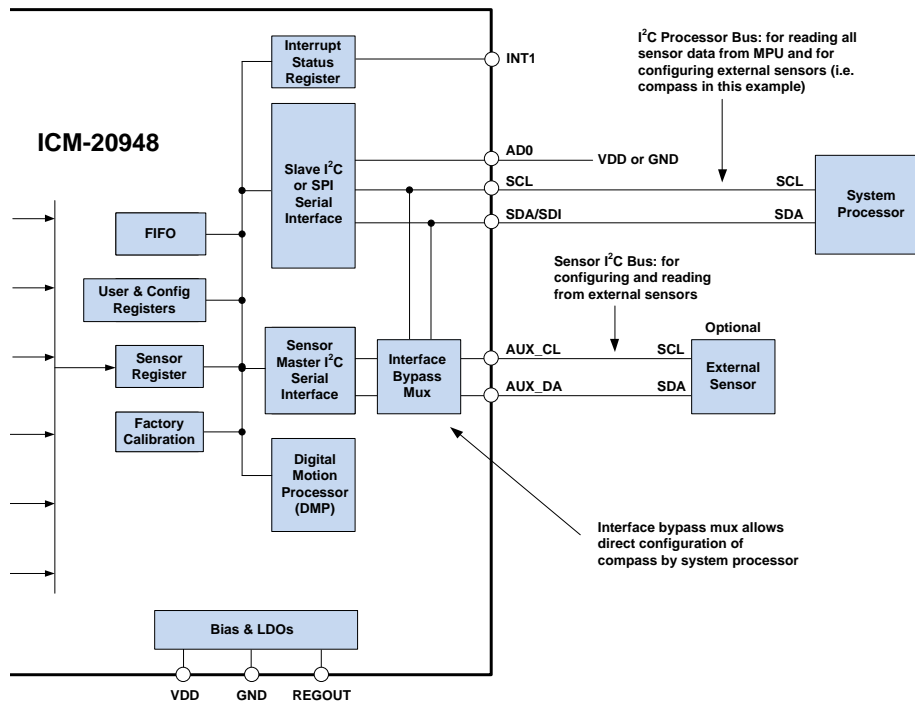 ICM-20948
Interrupt
Status
Register
INT1
I²C Processor Bus: for reading all
sensor data from MPU and for
configuring external sensors (i.e.
compass in this example)
Slave I²C
or SPI
Serial
Interface
AD0
VDD or GND
SCL
SCL
SDA/SDI
SDA
System
Processor
FIFO
User & Config
Registers
Sensor
Register
Factory
Calibration
Sensor I²C Bus: for
configuring and reading
from external sensors
Sensor
Master I²C
Serial
Interface
Interface
Bypass
Mux
AUX_CL
SCL
AUX_DA
SDA
Optional
External
Sensor
Digital
Motion
Processor
(DMP)
Interface bypass mux allows
direct configuration of
compass by system processor
Bias & LDOs
VDD
GND
REGOUT